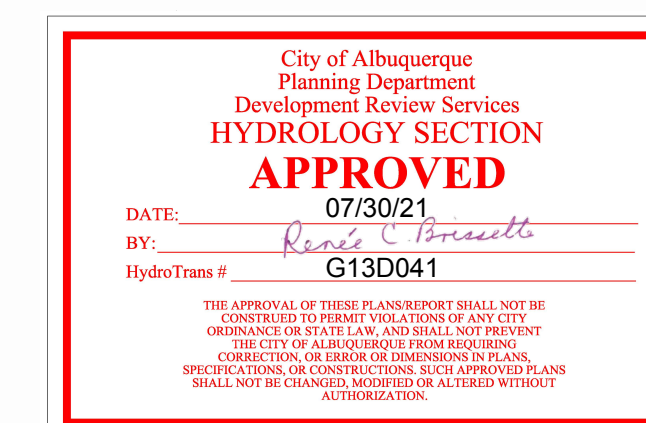 City of Albuquerque
Planning Department
Development Review Services
HYDROLOGY SECTION
APPROVED
DATE: 07/30/21
BY: Renée C. Brissette
HydroTrans # G13D041
THE APPROVAL OF THESE PLANS/REPORT SHALL NOT BE
CONSTRUED TO PERMIT VIOLATIONS OF ANY CITY
ORDINANCE OR STATE LAW, AND SHALL NOT PREVENT
THE CITY OF ALBUQUERQUE FROM REQUIRING
CORRECTION, OR ERROR OR DIMENSIONS IN PLANS,
SPECIFICATIONS, OR CONSTRUCTIONS. SUCH APPROVED PLANS
SHALL NOT BE CHANGED, MODIFIED OR ALTERED WITHOUT
AUTHORIZATION.